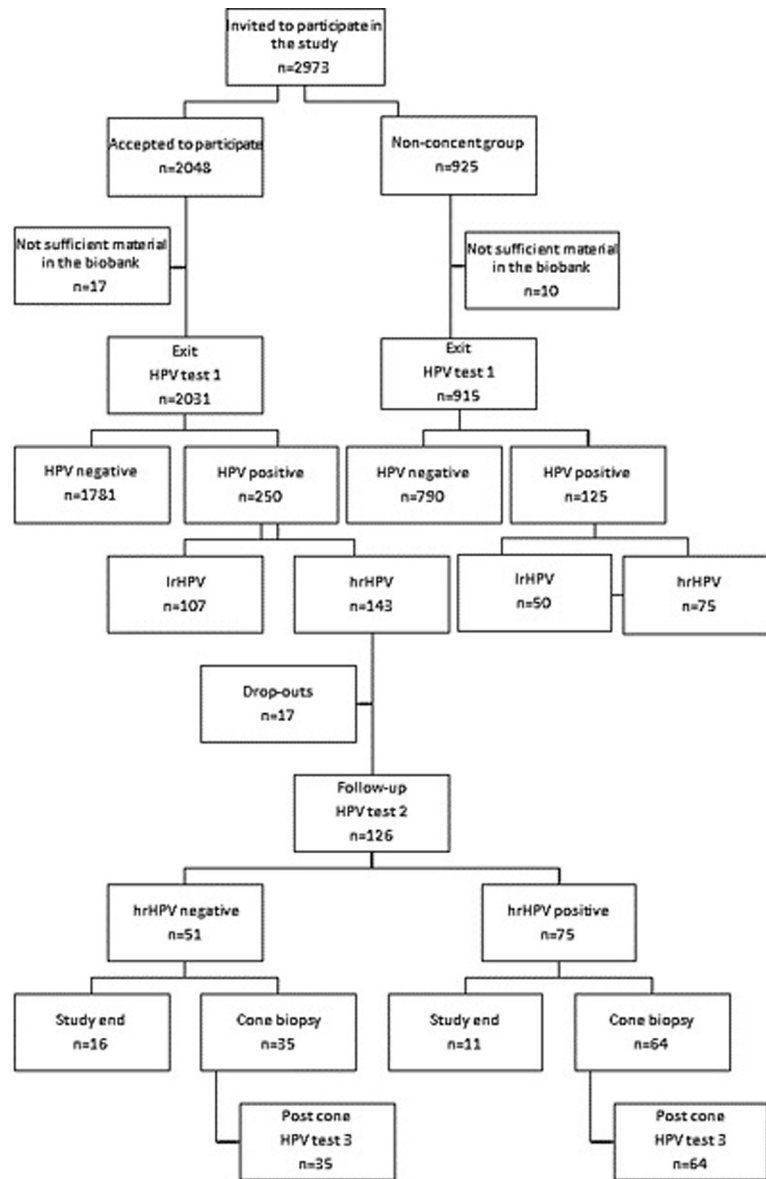 Invited to participate in
the study
n=2973
Accepted to participate
n=2048
Non-concent group
n=925
Not sufficient material
in the biobank
n=17
Not sufficient material
in the biobank
n=10
Exit
HPV test 1
n=2031
Exit
HPV test 1
n=915
HPV negative
n=1781
HPV positive
n=250
HPV negative
n=790
HPV positive
n=125
lrHPV
n=107
hrHPV
n=143
lrHPV
n=50
hrHPV
n=75
Drop-outs
n=17
Follow-up
HPV test 2
n=126
hrHPV negative
n=51
hrHPV positive
n=75
Study end
n=16
Cone biopsy
n=35
Study end
n=11
Cone biopsy
n=64
Post cone
HPV test 3
n=35
Post cone
HPV test 3
n=64